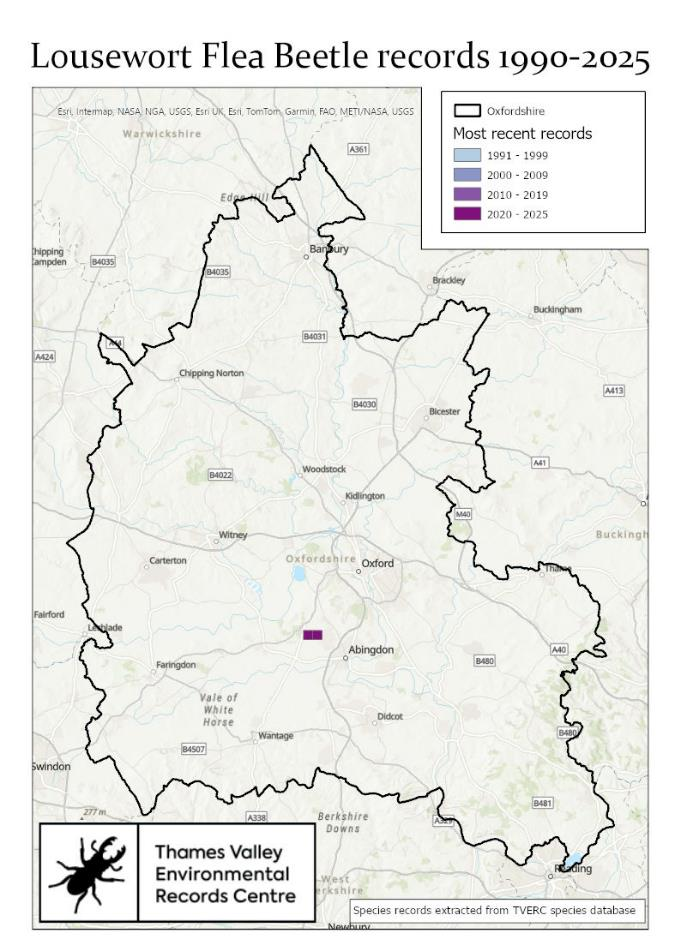 Lousewort Flea Beetle records 1990-2025
Esri, Intermap, NASA, NGA, USGS, Esri UK, Esri, TomTom, Garmin, FAO, METI/NASA, USGS
Oxfordshire
Most recent records
1991 - 1999
2000 - 2009
2010 - 2019
2020 - 2025
Warwickshire
A361
Edge Hill
Banbury
Chipping
Campden
B4035
B4035
Brackley
Buckingham
B4031
A44
A424
Chipping Norton
A413
B4030
Bicester
A41
B4022
Woodstock
Kidlington
M40
Witney
Buckingh
Oxfordshire
Carterton
Oxford
Thame
Fairford
Lechlade
A40
Abingdon
B480
Faringdon
Vale of
White
Horse
Didcot
B480
Wantage
B4507
Swindon
B481
277 m
A338
Berkshire
Downs
A329
Reading
West
erkshire
Newbury
Thames Valley
Environmental
Records Centre
Species records extracted from TVERC species database